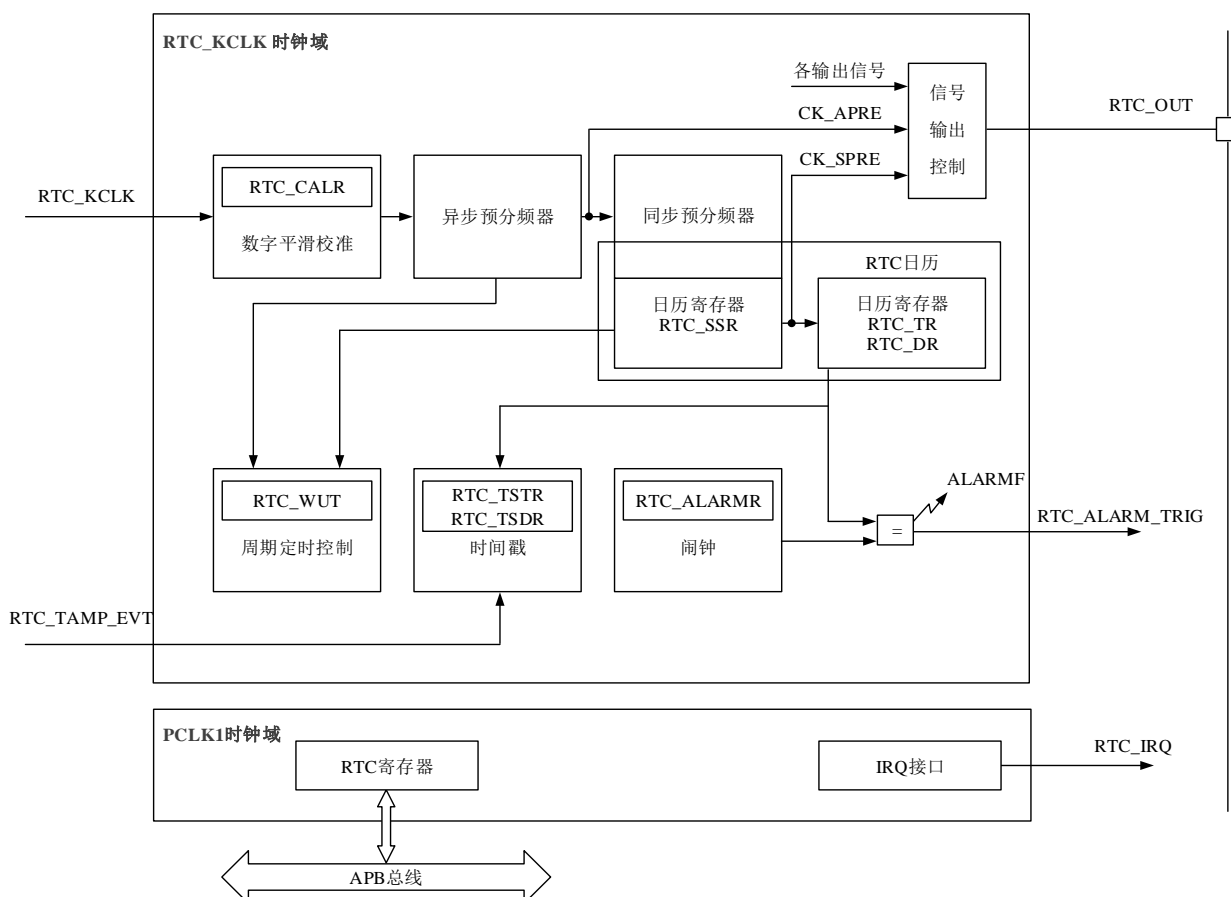 RTC_KCLK 时钟域
各输出信号
信号
输出
控制
RTC_OUT
CK_APRE
CK_SPRE
RTC_KCLK
RTC_CALR
数字平滑校准
异步预分频器
同步预分频器
RTC日历
日历寄存器
RTC_SSR
日历寄存器
RTC_TR
RTC_DR
RTC_WUT
周期定时控制
RTC_TSTR
RTC_TSDR
时间戳
RTC_ALARMR
闹钟
=
ALARMF
RTC_ALARM_TRIG
RTC_TAMP_EVT
PCLK1时钟域
RTC寄存器
IRQ接口
RTC_IRQ
APB总线